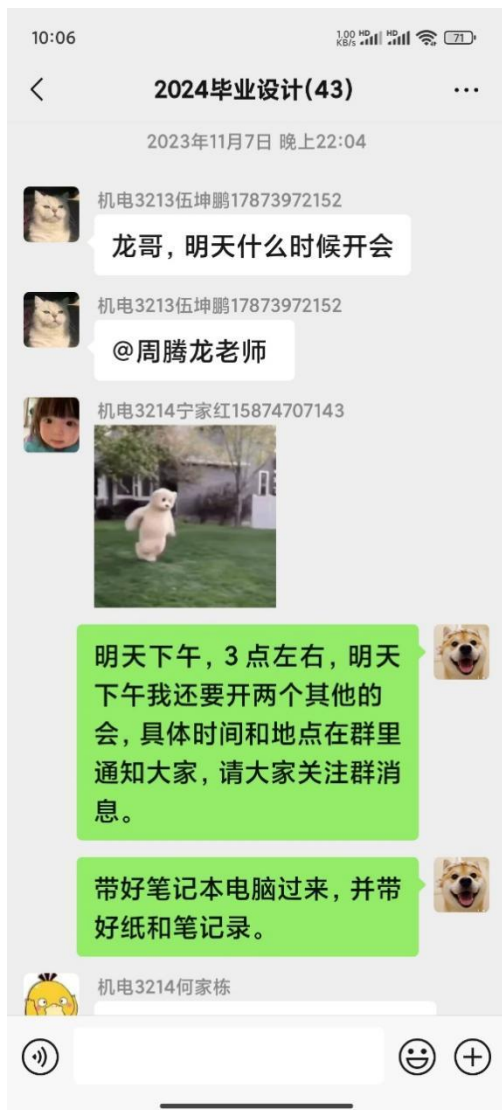 10:06
1.00 KB/s HD HD 71
2024毕业设计(43)
2023年11月7日 晚上22:04
机电3213伍坤鹏17873972152
龙哥，明天什么时候开会
机电3213伍坤鹏17873972152
@周腾龙老师
机电3214宁家红15874707143
明天下午，3点左右，明天
下午我还要开两个其他的
会，具体时间和地点在群里
通知大家，请大家关注群消
息。
带好笔记本电脑过来，并带
好纸和笔记录。
机电3214何家栋